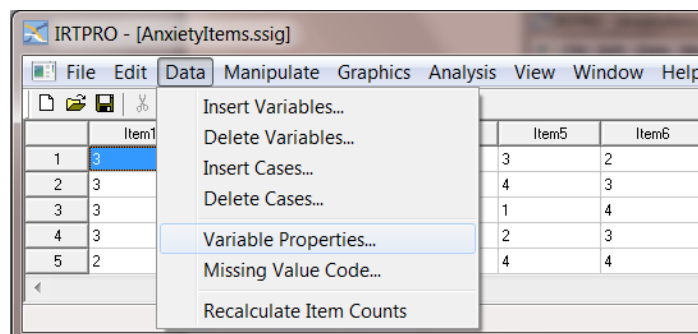 IRTPRO - [AnxietyItems.ssig]
File Edit Data Manipulate Graphics Analysis View Window Help
Insert Variables...
Delete Variables...
Insert Cases...
Delete Cases...
Variable Properties...
Missing Value Code...
Recalculate Item Counts
Item1 Item5 Item6
1 3 3 2
2 3 4 3
3 3 1 4
4 3 2 3
5 2 4 4